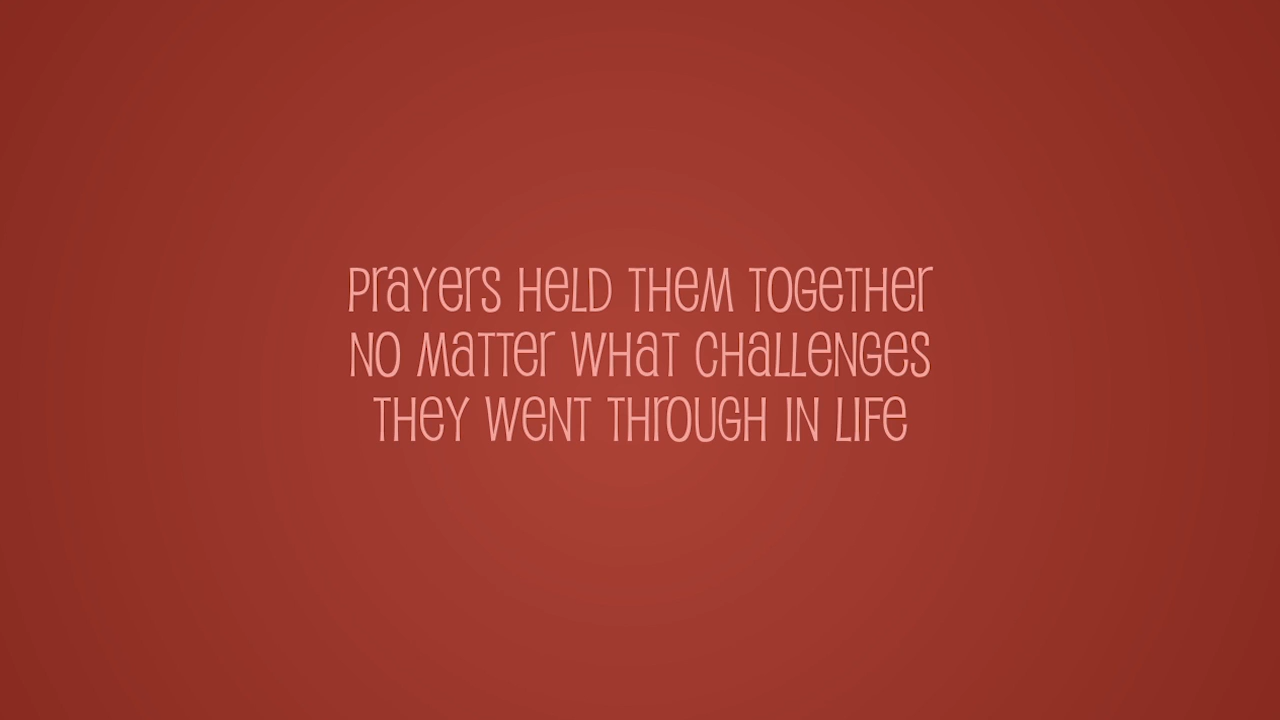 Prayers held them together
no matter what challenges
they went through in life